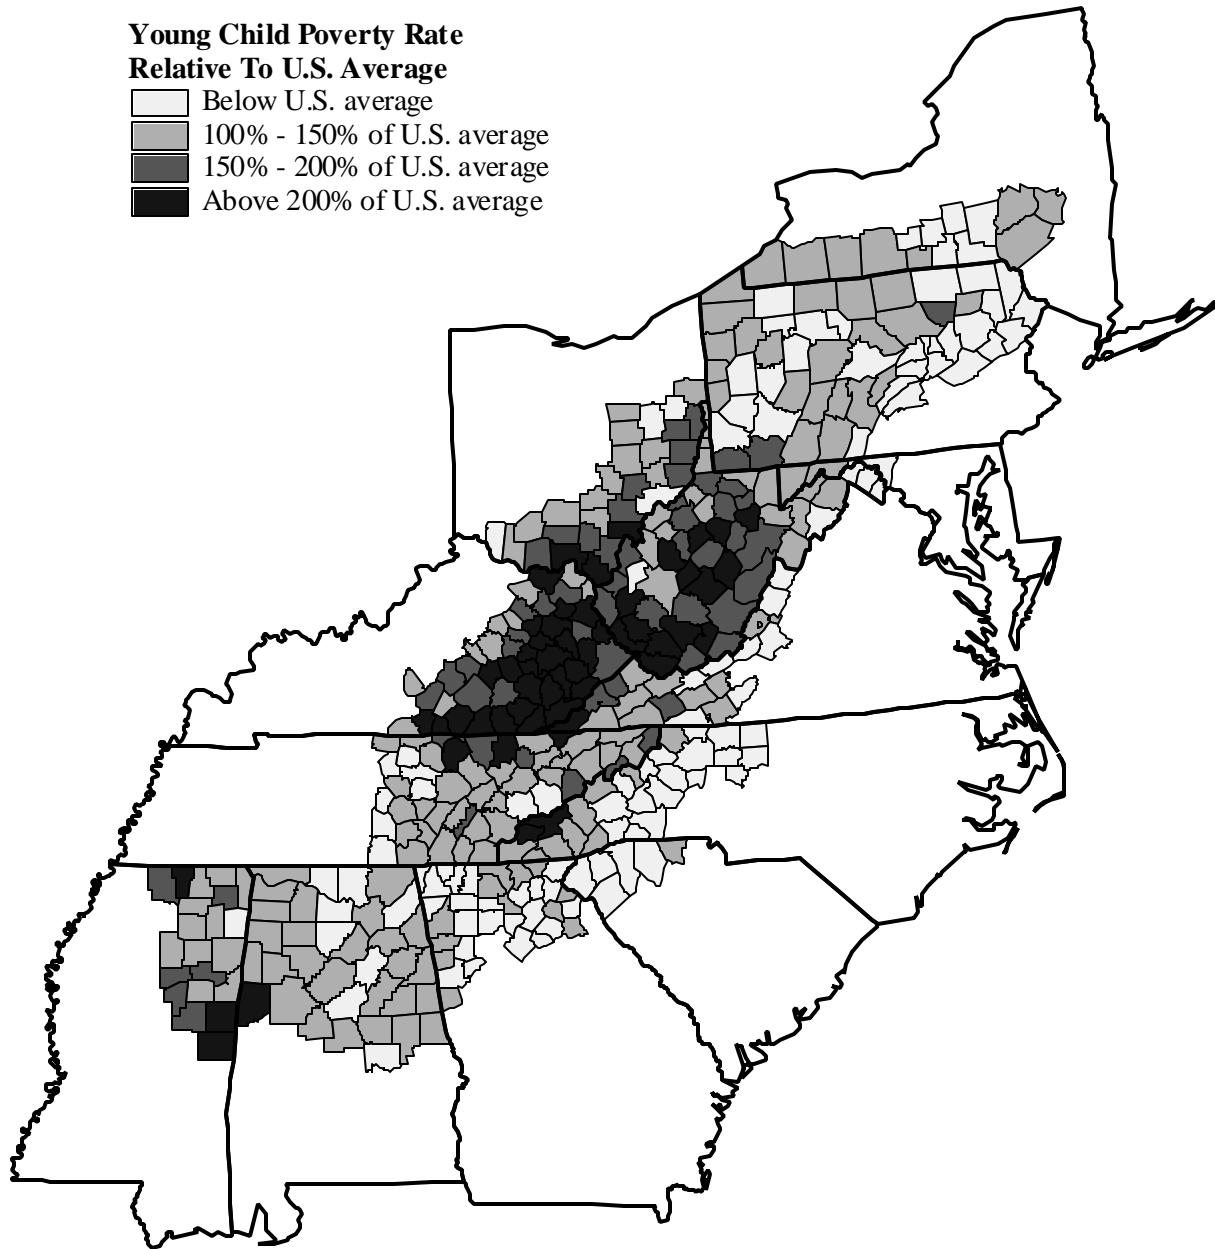 Young Child Poverty Rate
Relative To U.S. Average
Below U.S. average
100% - 150% of U.S. average
150% - 200% of U.S. average
Above 200% of U.S. average